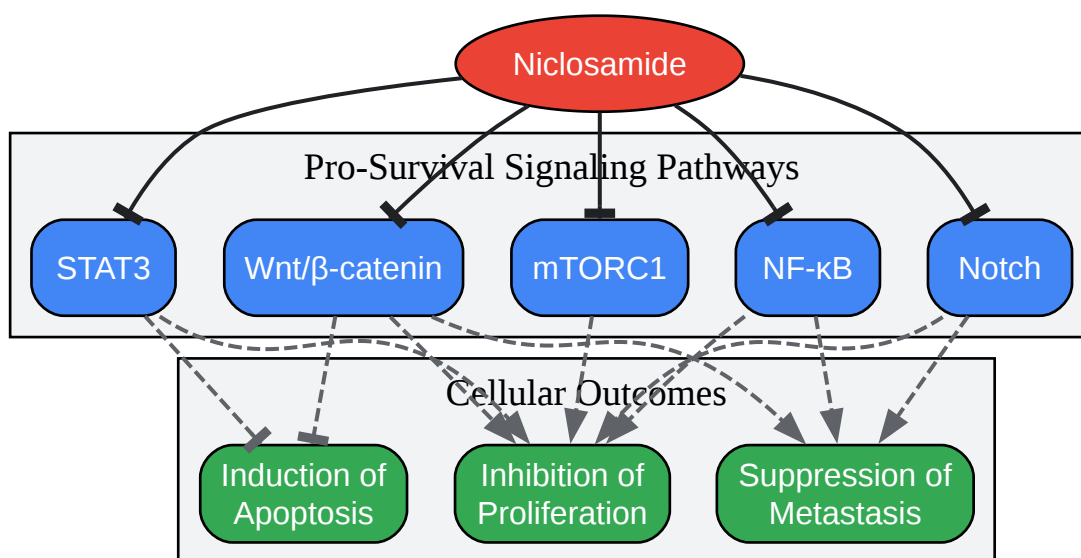 Niclosamide
Pro-Survival Signaling Pathways
STAT3
Wnt/β-catenin
mTORC1
NF-κB
Notch
Cellular Outcomes
Induction of
Apoptosis
Inhibition of
Proliferation
Suppression of
Metastasis